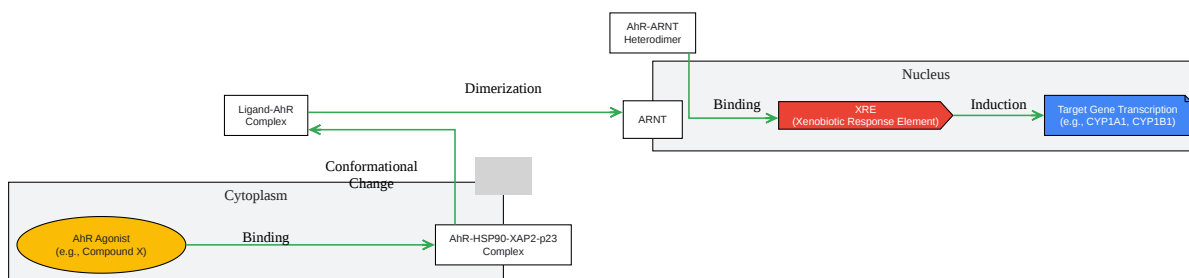 AhR-ARNT
Heterodimer
Nucleus
Dimerization
Ligand-AhR
Complex
ARNT
Binding
XRE
(Xenobiotic Response Element)
Induction
Target Gene Transcription
(e.g., CYP1A1, CYP1B1)
Conformational
Change
Cytoplasm
AhR Agonist
(e.g., Compound X)
Binding
AhR-HSP90-XAP2-p23
Complex